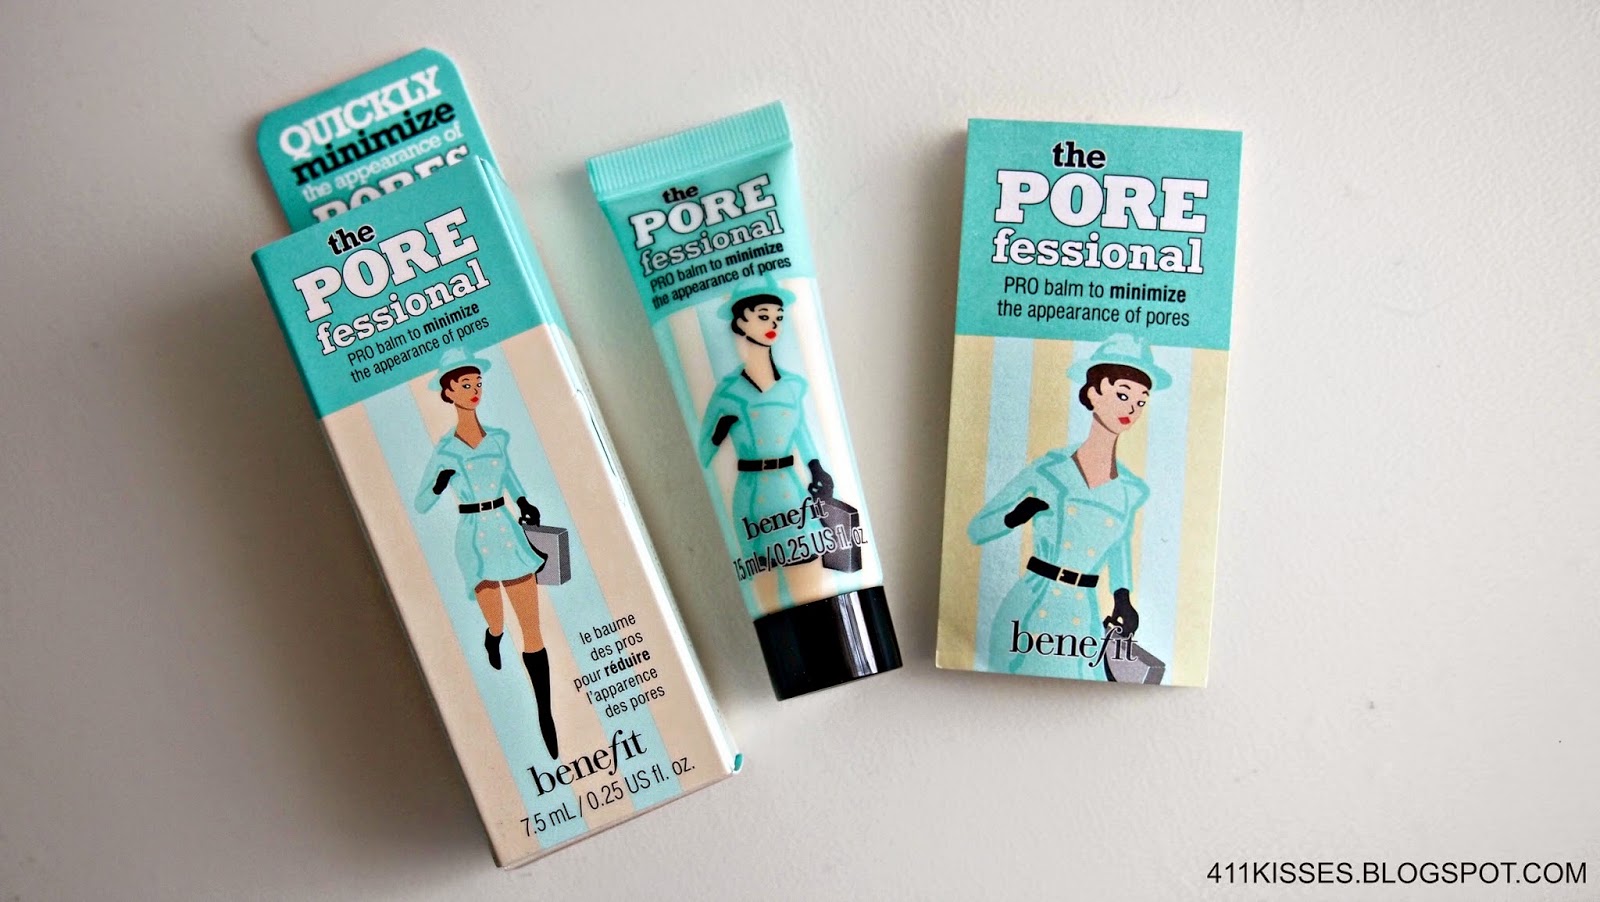 QUICKLY
minimize
the appearance of
PORES
the
PORE
fessional
PRO balm to minimize
the appearance of pores
le baume
des pros
pour réduire
l'apparence
des pores
benefit
7.5 mL / 0.25 US fl. oz.
the
PORE
fessional
PRO balm to minimize
the appearance of pores
benefit
7.5 mL / 0.25 US fl. oz.
the
PORE
fessional
PRO balm to minimize
the appearance of pores
benefit
411KISSES.BLOGSPOT.COM